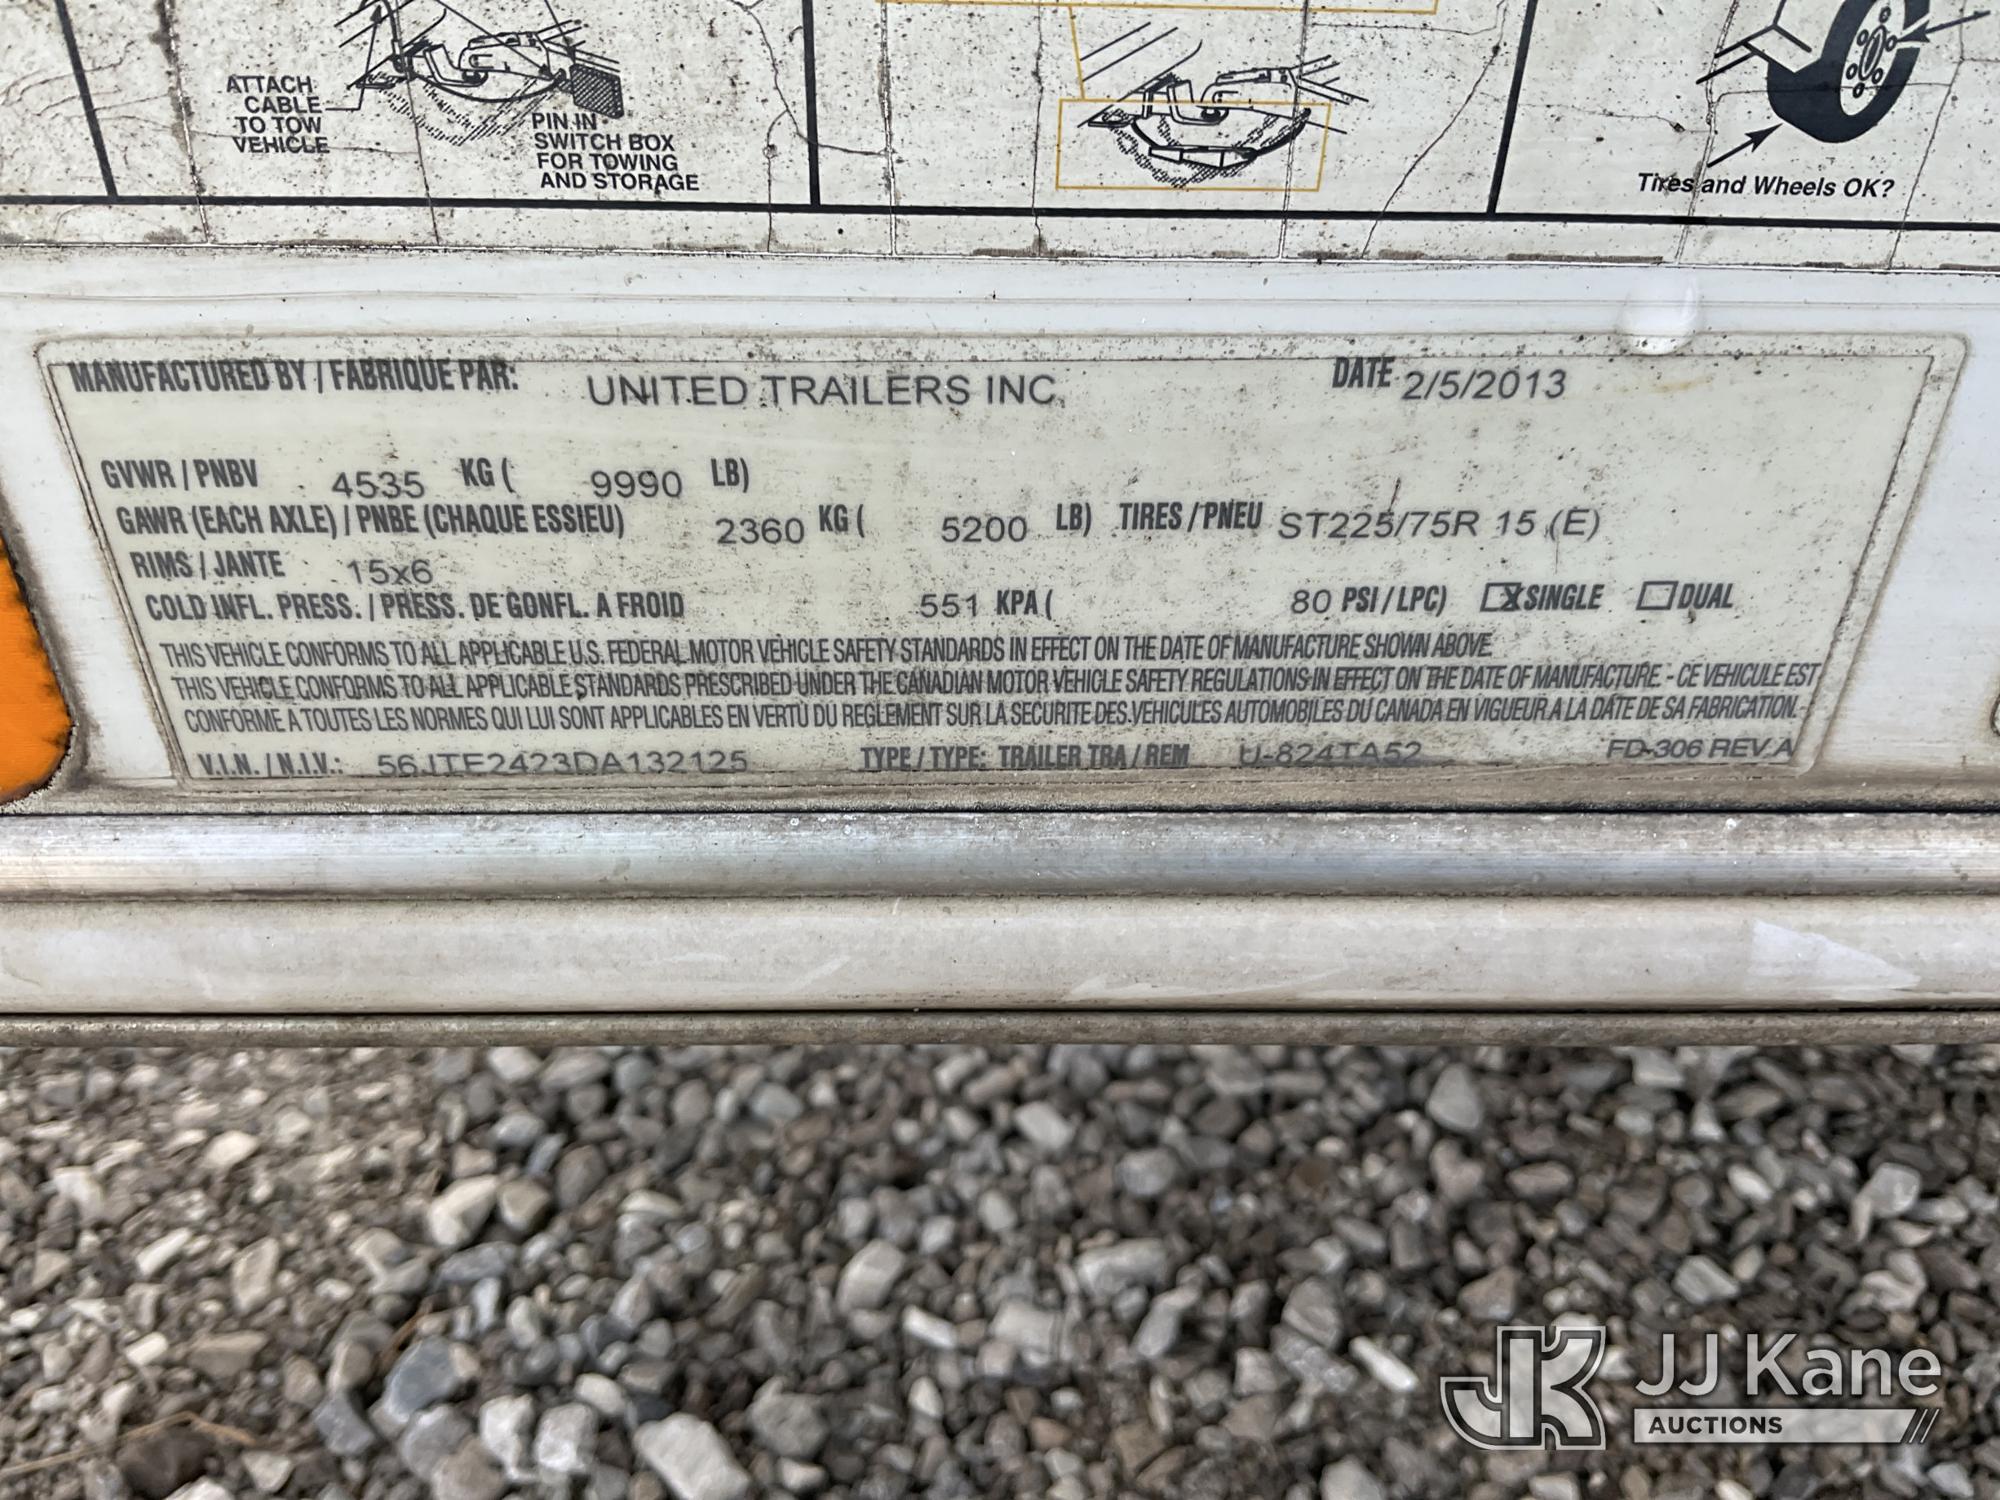 ATTACH
CABLE
TO TOW
VEHICLE
PIN IN
SWITCH BOX
FOR TOWING
AND STORAGE
Tires and Wheels OK?
MANUFACTURED BY / FABRIQUE PAR: UNITED TRAILERS INC. DATE 2/5/2013
GVWR / PNBV 4535 KG ( 9990 LB)
GAWR (EACH AXLE) / PNBE (CHAQUE ESSIEU) 2360 KG ( 5200 LB) TIRES / PNEU ST225/75R 15 (E)
RIMS / JANTE 15x6
COLD INFL. PRESS. / PRESS. DE GONFL. A FROID 551 KPA ( 80 PSI / LPC) X SINGLE DUAL
THIS VEHICLE CONFORMS TO ALL APPLICABLE U.S. FEDERAL MOTOR VEHICLE SAFETY STANDARDS IN EFFECT ON THE DATE OF MANUFACTURE SHOWN ABOVE.
THIS VEHICLE CONFORMS TO ALL APPLICABLE STANDARDS PRESCRIBED UNDER THE CANADIAN MOTOR VEHICLE SAFETY REGULATIONS IN EFFECT ON THE DATE OF MANUFACTURE. - CE VEHICULE EST
CONFORME A TOUTES LES NORMES QUI LUI SONT APPLICABLES EN VERTU DU REGLEMENT SUR LA SECURITE DES VEHICULES AUTOMOBILES DU CANADA EN VIGUEUR A LA DATE DE SA FABRICATION.
V.I.N. / N.I.V.: 56JTE2423DA132125 TYPE / TYPE: TRAILER TRA / REM U-824TA52 FD-306 REV A
JK JJ Kane
AUCTIONS